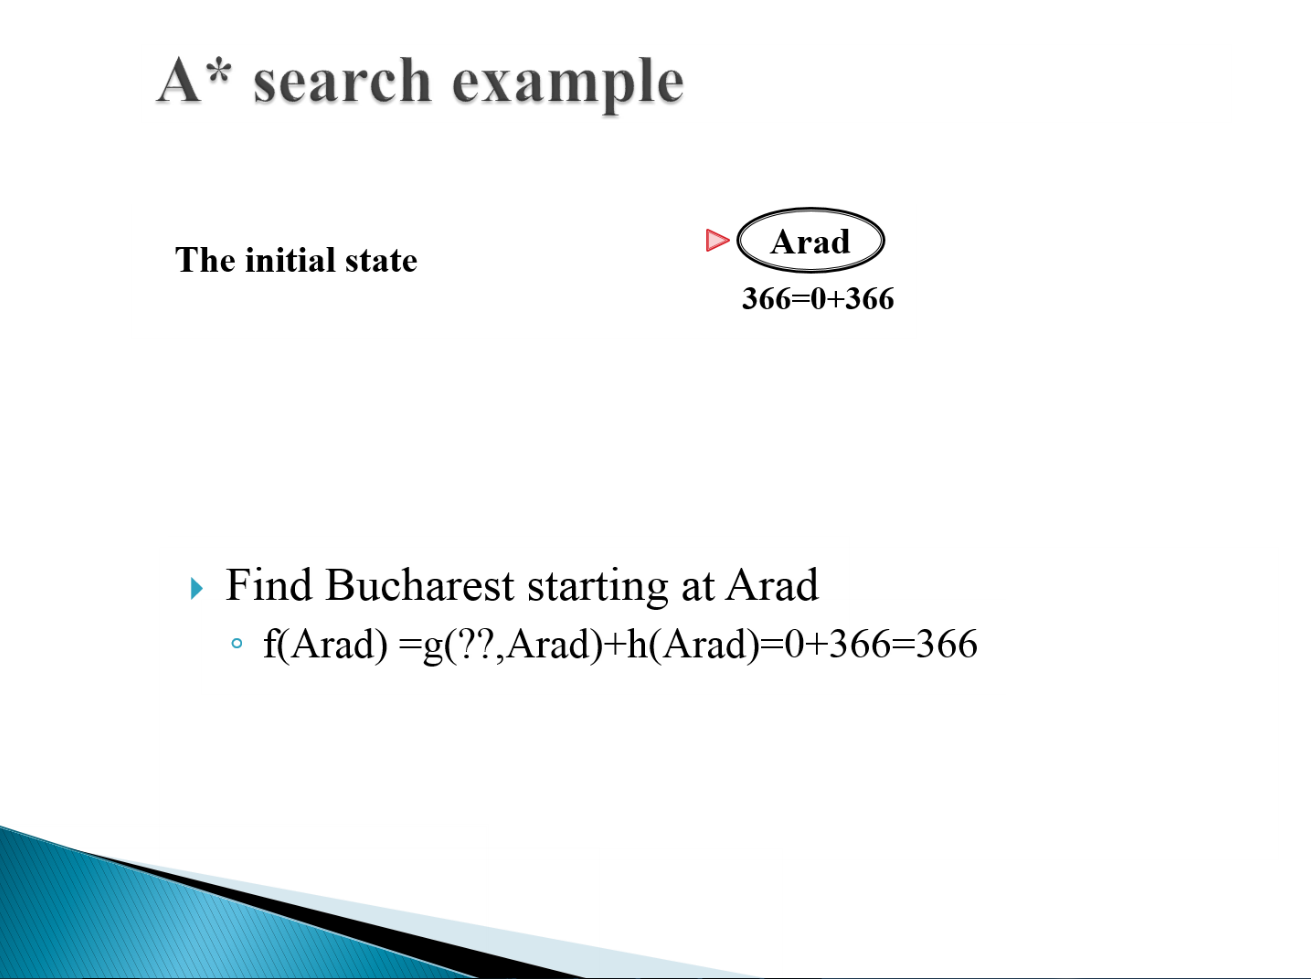 A* search example
The initial state
Arad
366=0+366
Find Bucharest starting at Arad
f(Arad) =g(??,Arad)+h(Arad)=0+366=366